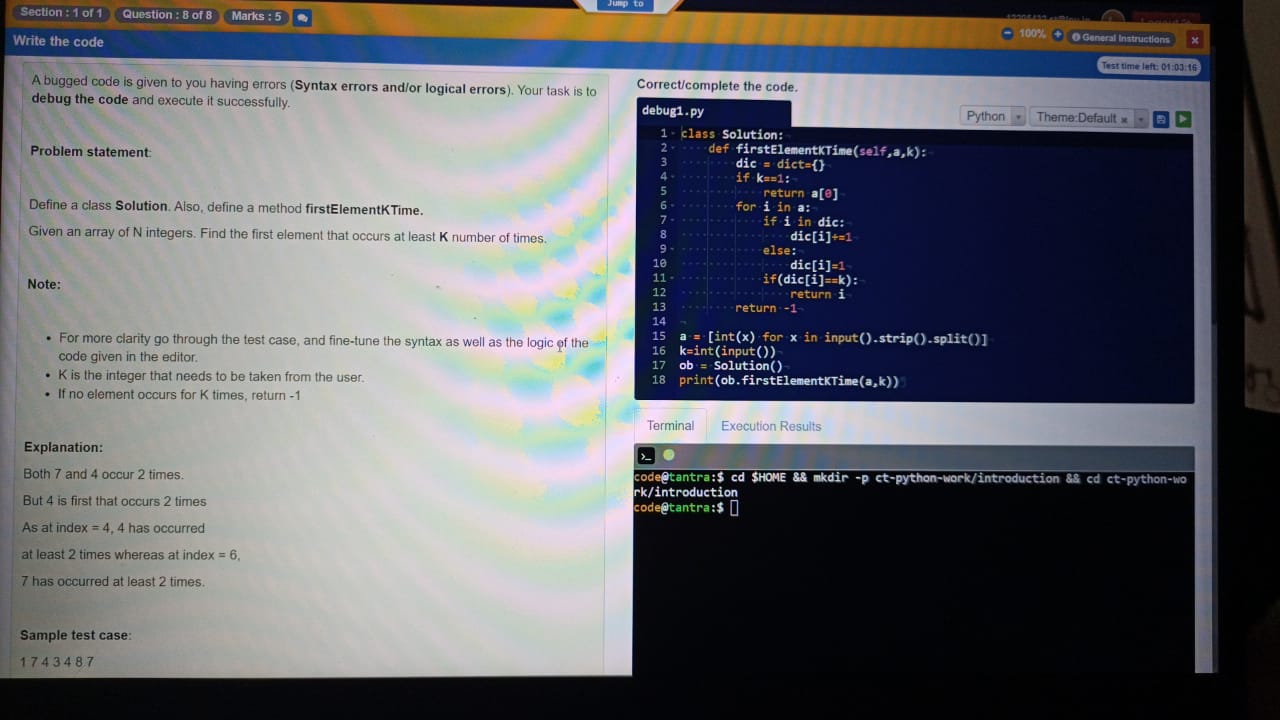 Jump to
Section : 1 of 1 Question : 8 of 8 Marks : 5
100% General Instructions
Write the code
Test time left: 01:03:16
A bugged code is given to you having errors (Syntax errors and/or logical errors). Your task is to
debug the code and execute it successfully.
Problem statement:
Define a class Solution. Also, define a method firstElementKTime.
Given an array of N integers. Find the first element that occurs at least K number of times.
Note:
• For more clarity go through the test case, and fine-tune the syntax as well as the logic of the
code given in the editor.
• K is the integer that needs to be taken from the user.
• If no element occurs for K times, return -1
Explanation:
Both 7 and 4 occur 2 times.
But 4 is first that occurs 2 times
As at index = 4, 4 has occurred
at least 2 times whereas at index = 6,
7 has occurred at least 2 times.
Sample test case:
1 7 4 3 4 8 7
Correct/complete the code.
debug1.py
Python Theme:Default ×
1 class Solution:
2 def firstElementKTime(self,a,k):
3 dic = dict={}
4 if k==1:
5 return a[0]
6 for i in a:
7 if i in dic:
8 dic[i]+=1
9 else:
10 dic[i]=1
11 if(dic[i]==k):
12 return i
13 return -1
14
15 a = [int(x) for x in input().strip().split()]
16 k=int(input())
17 ob = Solution()
18 print(ob.firstElementKTime(a,k))
Terminal Execution Results
code@tantra:$ cd $HOME && mkdir -p ct-python-work/introduction && cd ct-python-wo
rk/introduction
code@tantra:$